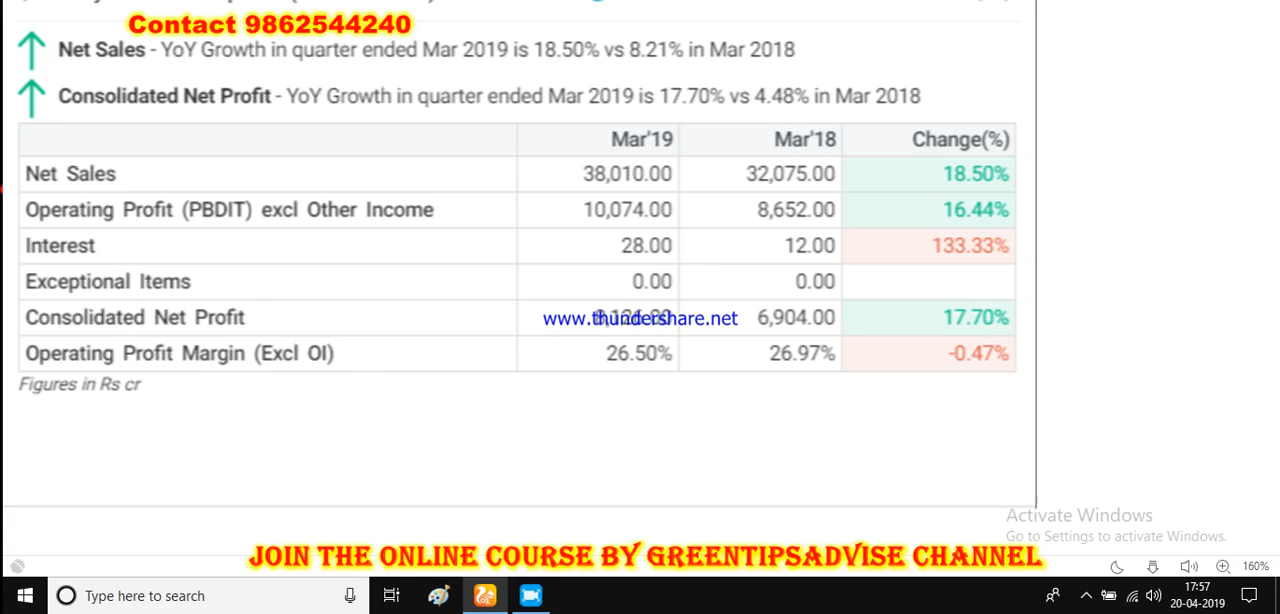 Contact 9862544240
Net Sales - YoY Growth in quarter ended Mar 2019 is 18.50% vs 8.21% in Mar 2018
Consolidated Net Profit - YoY Growth in quarter ended Mar 2019 is 17.70% vs 4.48% in Mar 2018
Mar'19 Mar'18 Change(%)
Net Sales 38,010.00 32,075.00 18.50%
Operating Profit (PBDIT) excl Other Income 10,074.00 8,652.00 16.44%
Interest 28.00 12.00 133.33%
Exceptional Items 0.00 0.00
Consolidated Net Profit www.thundershare.net 6,904.00 17.70%
Operating Profit Margin (Excl OI) 26.50% 26.97% -0.47%
Figures in Rs cr
Activate Windows
Go to Settings to activate Windows.
JOIN THE ONLINE COURSE BY GREENTIPSADVISE CHANNEL
160%
Type here to search
17:57
20-04-2019